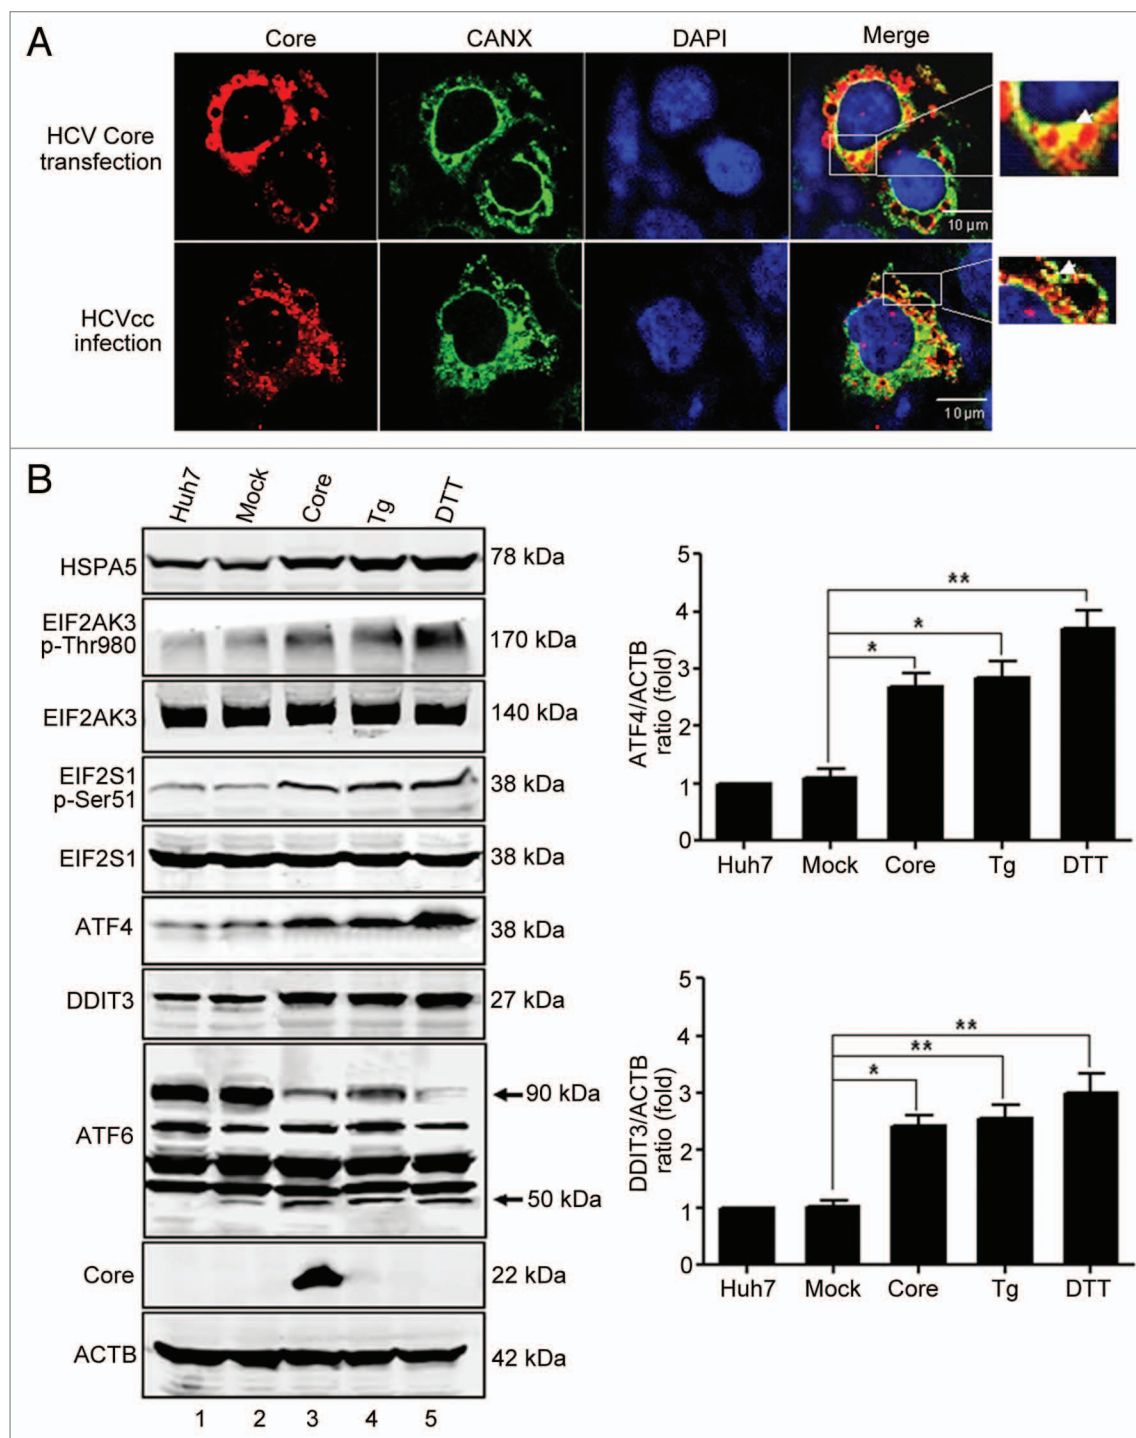 A
Core
CANX
DAPI
Merge
HCV Core
transfection
10 µm
HCVcc
infection
10 µm
B
Huh7
Mock
Core
Tg
DTT
HSPA5
78 kDa
EIF2AK3
p-Thr980
170 kDa
EIF2AK3
140 kDa
EIF2S1
p-Ser51
38 kDa
EIF2S1
38 kDa
ATF4
38 kDa
DDIT3
27 kDa
ATF6
90 kDa
50 kDa
Core
22 kDa
ACTB
42 kDa
1 2 3 4 5
ATF4/ACTB
ratio (fold)
5
4
3
2
1
0
**
*
*
Huh7 Mock Core Tg DTT
DDIT3/ACTB
ratio (fold)
5
4
3
2
1
0
**
**
*
Huh7 Mock Core Tg DTT